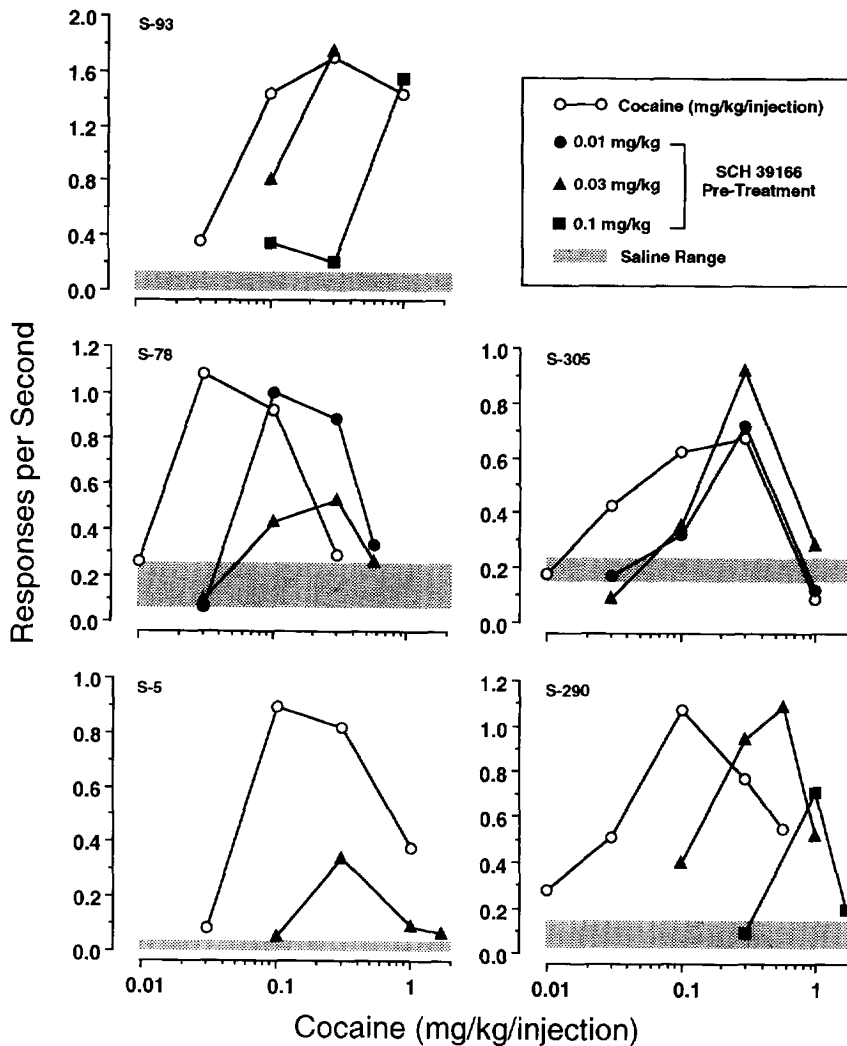 S-93
2.0
1.6
1.2
0.8
0.4
0.0
Cocaine (mg/kg/injection)
0.01 mg/kg
0.03 mg/kg
0.1 mg/kg
SCH 39166
Pre-Treatment
Saline Range
Responses per Second
S-78
1.2
1.0
0.8
0.6
0.4
0.2
0.0
S-305
1.0
0.8
0.6
0.4
0.2
0.0
S-5
1.0
0.8
0.6
0.4
0.2
0.0
0.01
0.1
1
S-290
1.2
1.0
0.8
0.6
0.4
0.2
0.0
0.01
0.1
1
Cocaine (mg/kg/injection)